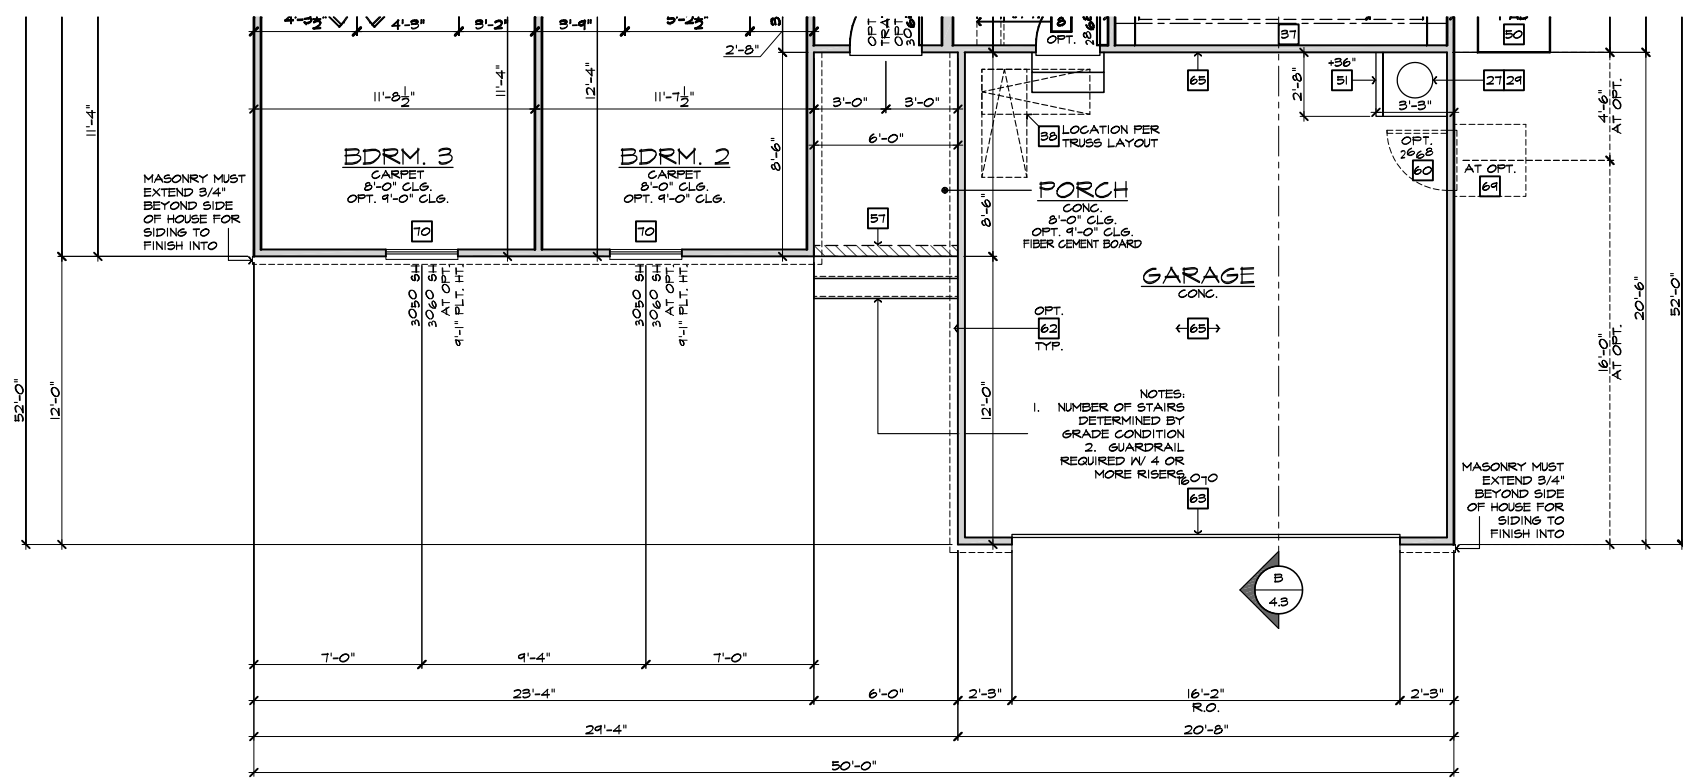 4'-3"
3'-2"
3'-9"
2'-8"
OPT.
OPT.
8
OPT.
37
50
11'-4"
11'-8½"
11'-4"
12'-4"
11'-7½"
3'-0"
3'-0"
6'-0"
8'-6"
65
2'-8"
+36"
51
27 29
3'-3"
4'-6"
AT OPT.
38
LOCATION PER
TRUSS LAYOUT
OPT.
2668
60
AT OPT.
69
BDRM. 3
CARPET
8'-0" CLG.
OPT. 9'-0" CLG.
70
BDRM. 2
CARPET
8'-0" CLG.
OPT. 9'-0" CLG.
70
MASONRY MUST
EXTEND 3/4"
BEYOND SIDE
OF HOUSE FOR
SIDING TO
FINISH INTO
57
8'-6"
PORCH
CONC.
8'-0" CLG.
OPT. 9'-0" CLG.
FIBER CEMENT BOARD
GARAGE
CONC.
3050 SH
3060 SH
AT OPT.
9'-1" PLT. HT.
3050 SH
3060 SH
AT OPT.
9'-1" PLT. HT.
OPT.
62
TYP.
65
20'-6"
52'-0"
16'-0"
AT OPT.
52'-0"
12'-0"
12'-0"
NOTES:
1. NUMBER OF STAIRS
DETERMINED BY
GRADE CONDITION
2. GUARDRAIL
REQUIRED W/ 4 OR
MORE RISERS
16070
63
MASONRY MUST
EXTEND 3/4"
BEYOND SIDE
OF HOUSE FOR
SIDING TO
FINISH INTO
B
4.3
7'-0"
9'-4"
7'-0"
23'-4"
6'-0"
2'-3"
16'-2"
R.O.
2'-3"
29'-4"
20'-8"
50'-0"